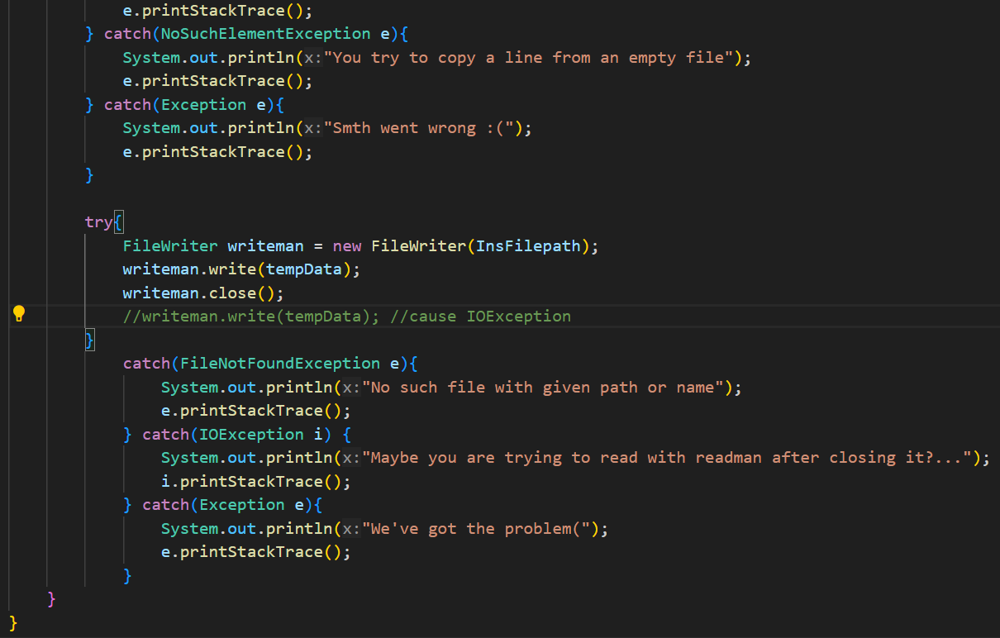 e.printStackTrace();
        } catch(NoSuchElementException e){
            System.out.println(x:"You try to copy a line from an empty file");
            e.printStackTrace();
        } catch(Exception e){
            System.out.println(x:"Smth went wrong :(");
            e.printStackTrace();
        }

        try{
            FileWriter writeman = new FileWriter(InsFilepath);
            writeman.write(tempData);
            writeman.close();
            //writeman.write(tempData); //cause IOException
        }
            catch(FileNotFoundException e){
                System.out.println(x:"No such file with given path or name");
                e.printStackTrace();
            } catch(IOException i) {
                System.out.println(x:"Maybe you are trying to read with readman after closing it?...");
                i.printStackTrace();
            } catch(Exception e){
                System.out.println(x:"We've got the problem(");
                e.printStackTrace();
            }
    }
}